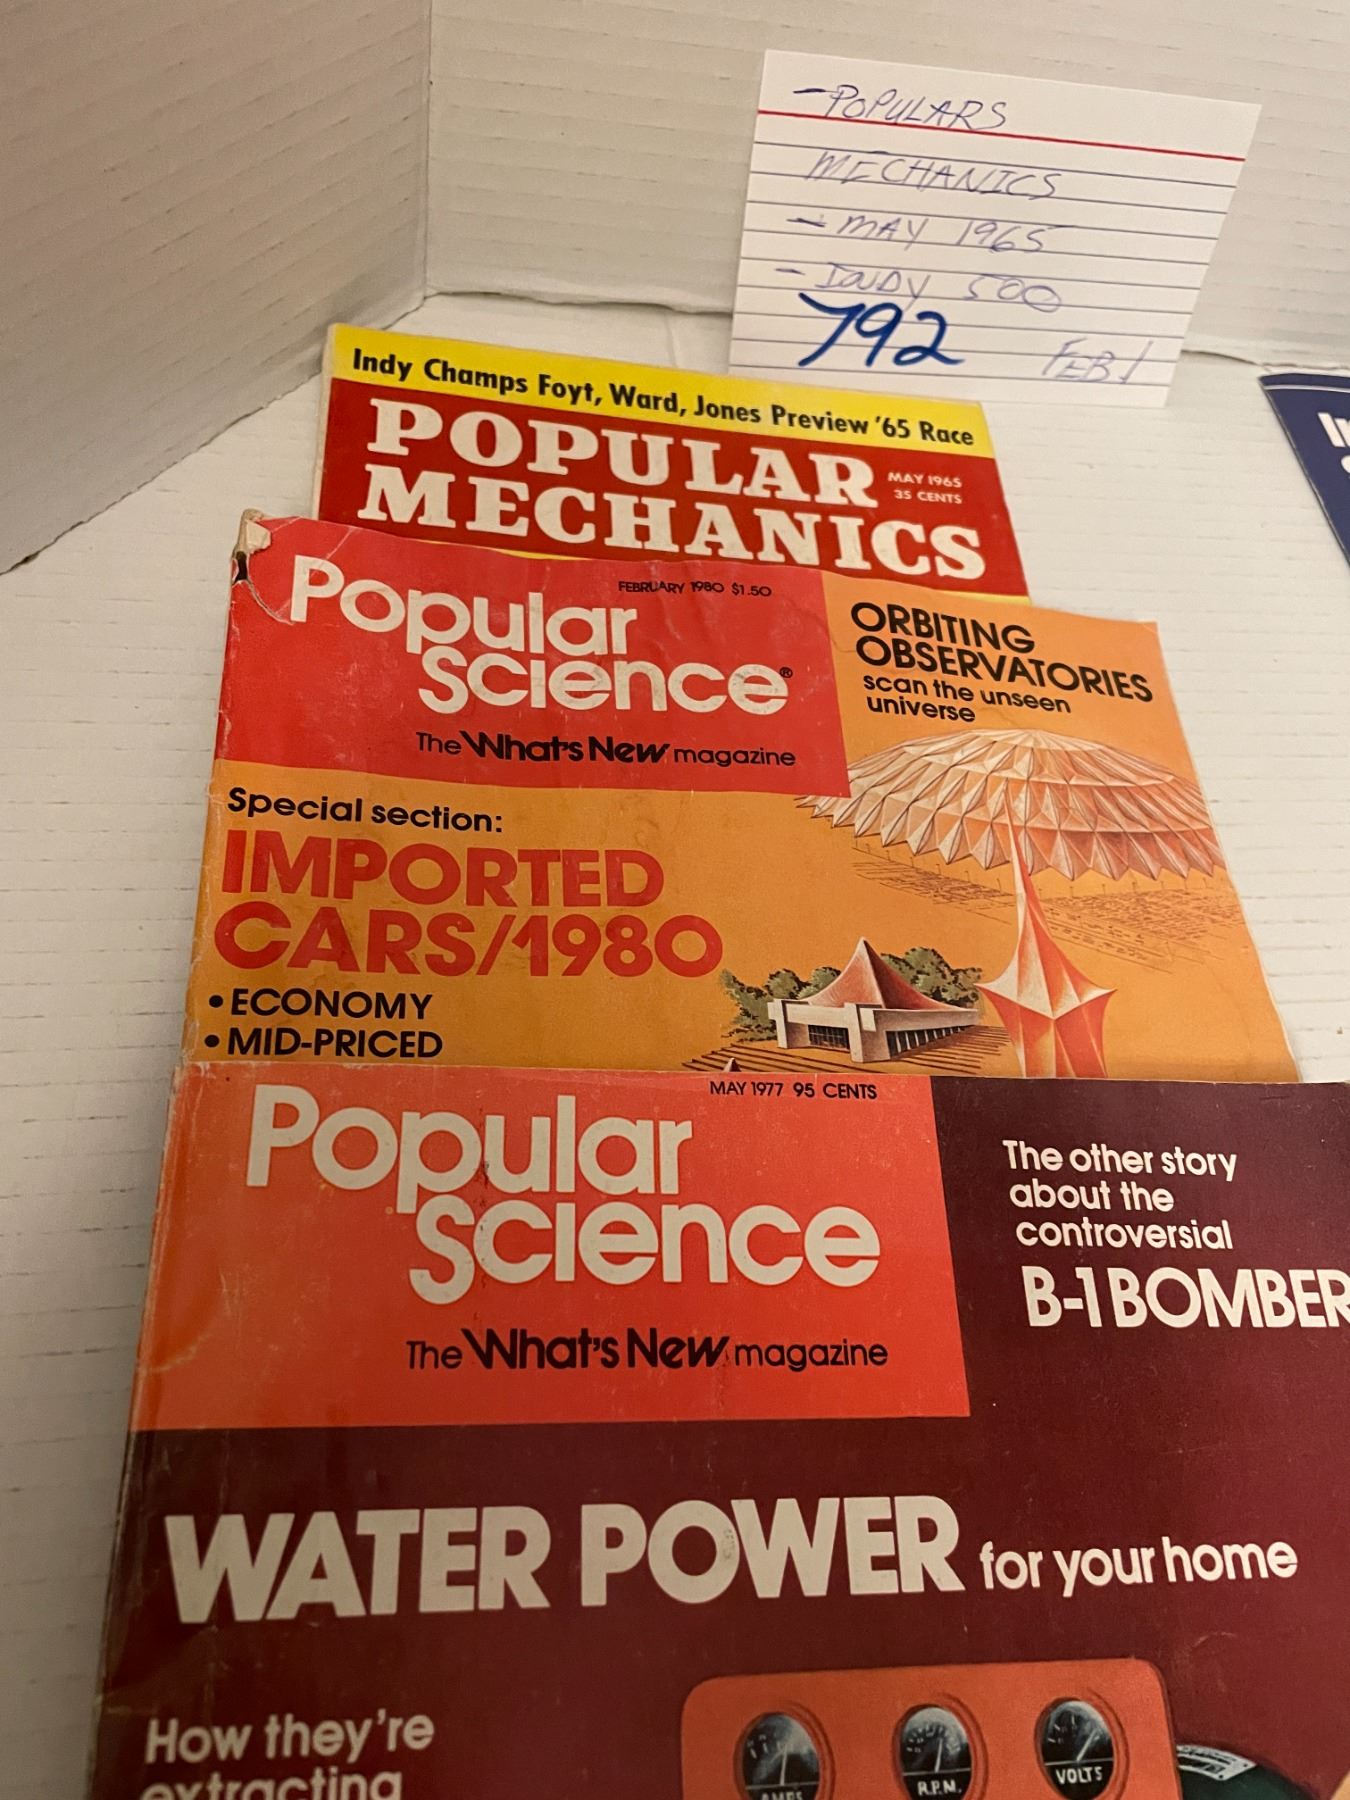 - POPULARS
MECHANICS
- MAY 1965
- INDY 500
792 FEB 1
Indy Champs Foyt, Ward, Jones Preview '65 Race
POPULAR
MECHANICS
MAY 1965
35 CENTS
Popular
Science®
FEBRUARY 1980 $1.50
The What's New magazine
ORBITING
OBSERVATORIES
scan the unseen
universe
Special section:
IMPORTED
CARS/1980
• ECONOMY
• MID-PRICED
MAY 1977 95 CENTS
Popular
Science
The What's New magazine
The other story
about the
controversial
B-1 BOMBER
WATER POWER for your home
How they're
extracting
AMPS
R.P.M.
VOLTS